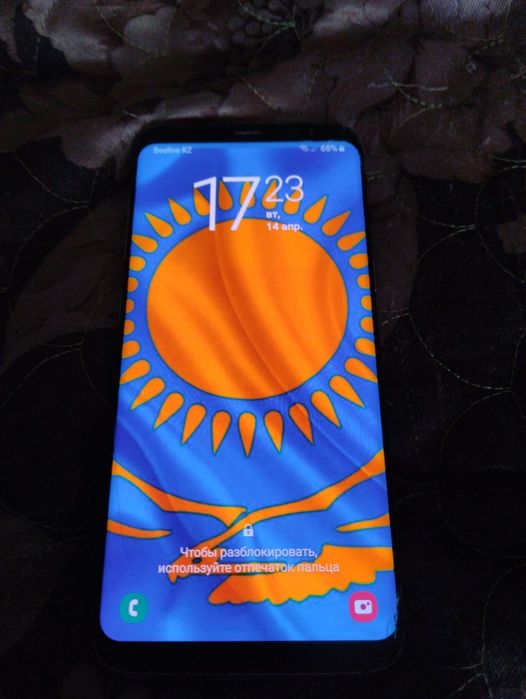 Beeline KZ 68%
17 23
вт,
14 апр.
Чтобы разблокировать,
используйте отпечаток пальца